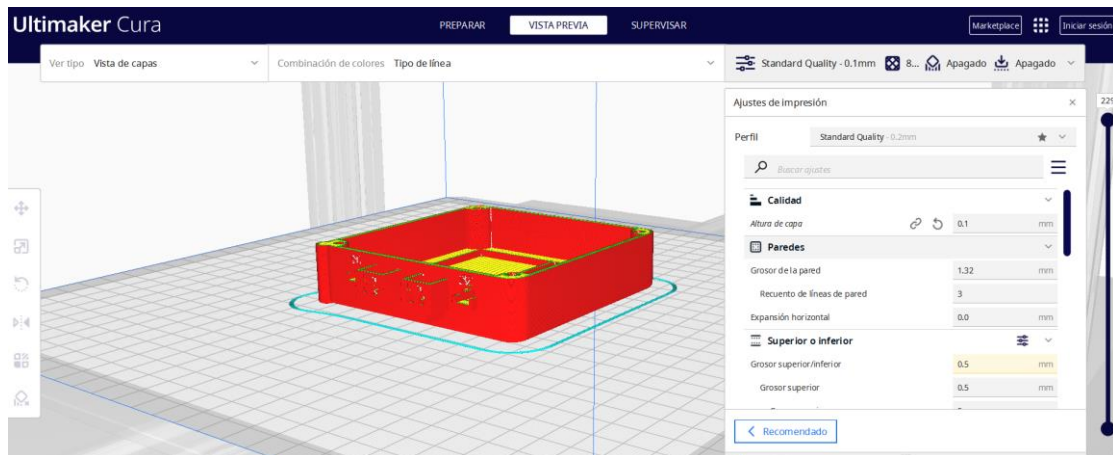 Ultimaker Cura PREPARAR VISTA PREVIA SUPERVISAR Marketplace Iniciar sesión
Ver tipo Vista de capas Combinación de colores Tipo de línea Standard Quality - 0.1mm 8... Apagado Apagado
Ajustes de impresión
Perfil Standard Quality - 0.2mm
Buscar ajustes
Calidad
Altura de capa 0.1 mm
Paredes
Grosor de la pared 1.32 mm
Recuento de líneas de pared 3
Expansión horizontal 0.0 mm
Superior o inferior
Grosor superior/inferior 0.5 mm
Grosor superior 0.5 mm
Recomendado
229